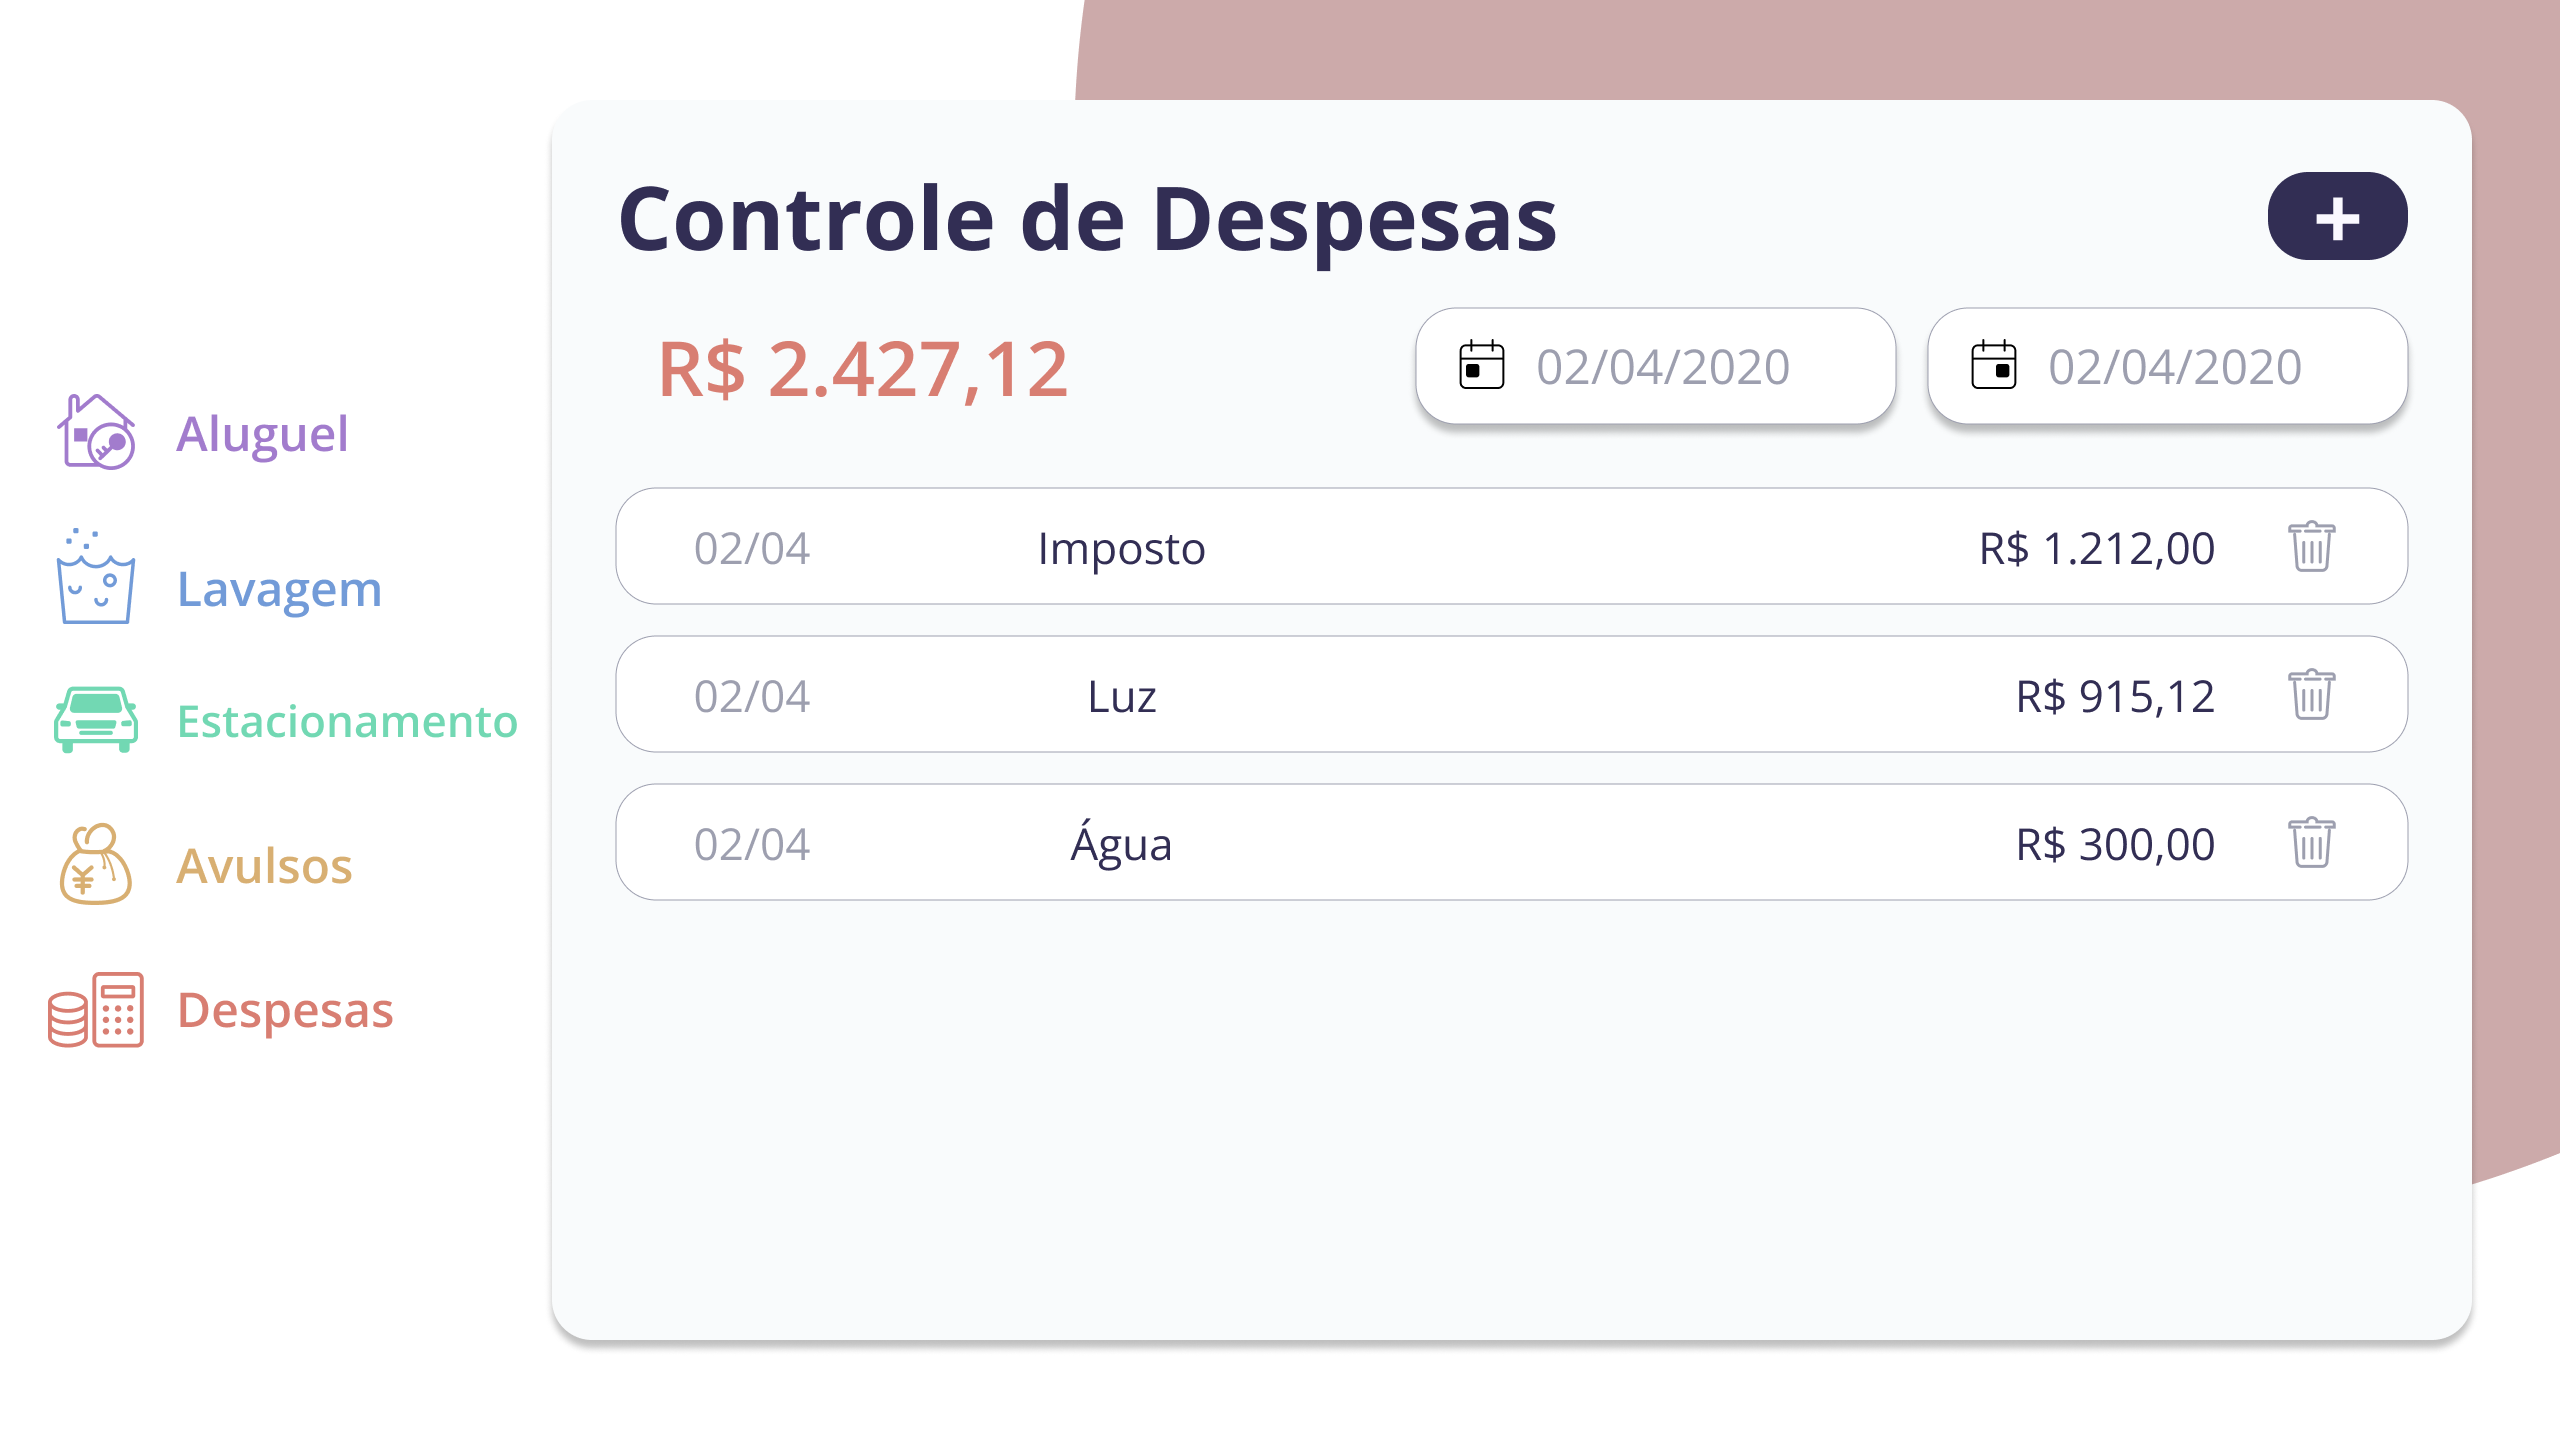 Aluguel
Lavagem
Estacionamento
Avulsos
Despesas
Controle de Despesas
+
R$ 2.427,12
02/04/2020
02/04/2020
02/04 Imposto R$ 1.212,00
02/04 Luz R$ 915,12
02/04 Água R$ 300,00